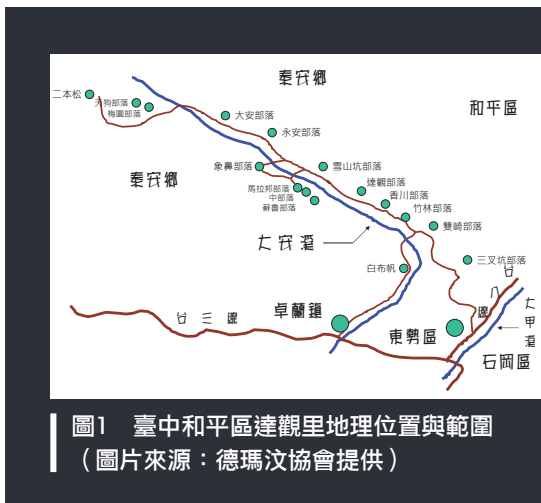 泰安鄉
和平區
二本松
天狗部落
梅園部落
大安部落
永安部落
泰安鄉
象鼻部落
雪山坑部落
達觀部落
馬拉邦部落
中部落
蘇魯部落
香川部落
竹林部落
雙崎部落
大安溪
三叉坑部落
白布帆
台八線
大甲溪
台三線
卓蘭鎮
東勢區
石岡區
圖1 臺中和平區達觀里地理位置與範圍
（圖片來源：德瑪汶協會提供）